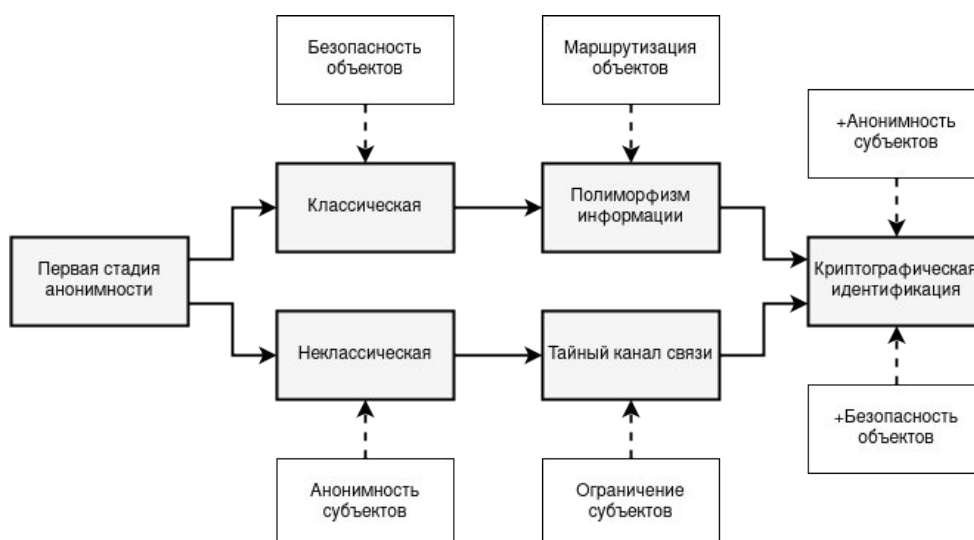 Безопасность
объектов
Маршрутизация
объектов
+Анонимность
субъектов
Классическая
Полиморфизм
информации
Первая стадия
анонимности
Криптографическая
идентификация
Неклассическая
Тайный канал связи
+Безопасность
объектов
Анонимность
субъектов
Ограничение
субъектов